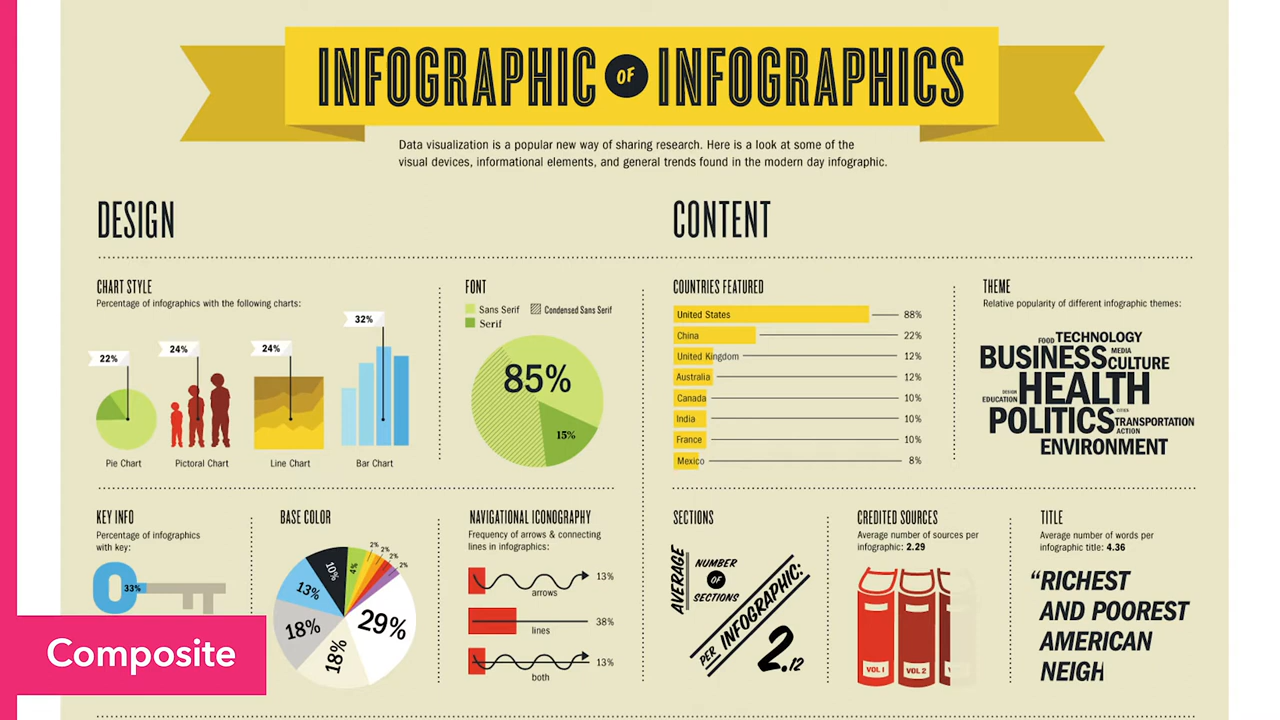 INFOGRAPHIC OF INFOGRAPHICS
Data visualization is a popular new way of sharing research. Here is a look at some of the
visual devices, informational elements, and general trends found in the modern day infographic.
DESIGN
CHART STYLE
Percentage of infographics with the following charts:
22%
24%
24%
32%
Pie Chart
Pictoral Chart
Line Chart
Bar Chart
FONT
Sans Serif
Condensed Sans Serif
Serif
85%
15%
KEY INFO
Percentage of infographics
with key:
33%
BASE COLOR
2%
2%
2%
2%
4%
10%
13%
18%
18%
29%
NAVIGATIONAL ICONOGRAPHY
Frequency of arrows & connecting
lines in infographics:
13%
arrows
38%
lines
13%
both
CONTENT
COUNTRIES FEATURED
United States 88%
China 22%
United Kingdom 12%
Australia 12%
Canada 10%
India 10%
France 10%
Mexico 8%
THEME
Relative popularity of different infographic themes:
FOOD TECHNOLOGY
BUSINESS MEDIA
CULTURE
DESIGN
EDUCATION HEALTH
CITIES
POLITICS TRANSPORTATION
ACTION
ENVIRONMENT
SECTIONS
AVERAGE
NUMBER
OF
SECTIONS
PER INFOGRAPHIC:
2.12
CREDITED SOURCES
Average number of sources per
infographic: 2.29
VOL 1
VOL 2
TITLE
Average number of words per
infographic title: 4.36
“RICHEST
AND POOREST
AMERICAN
NEIGH
Composite